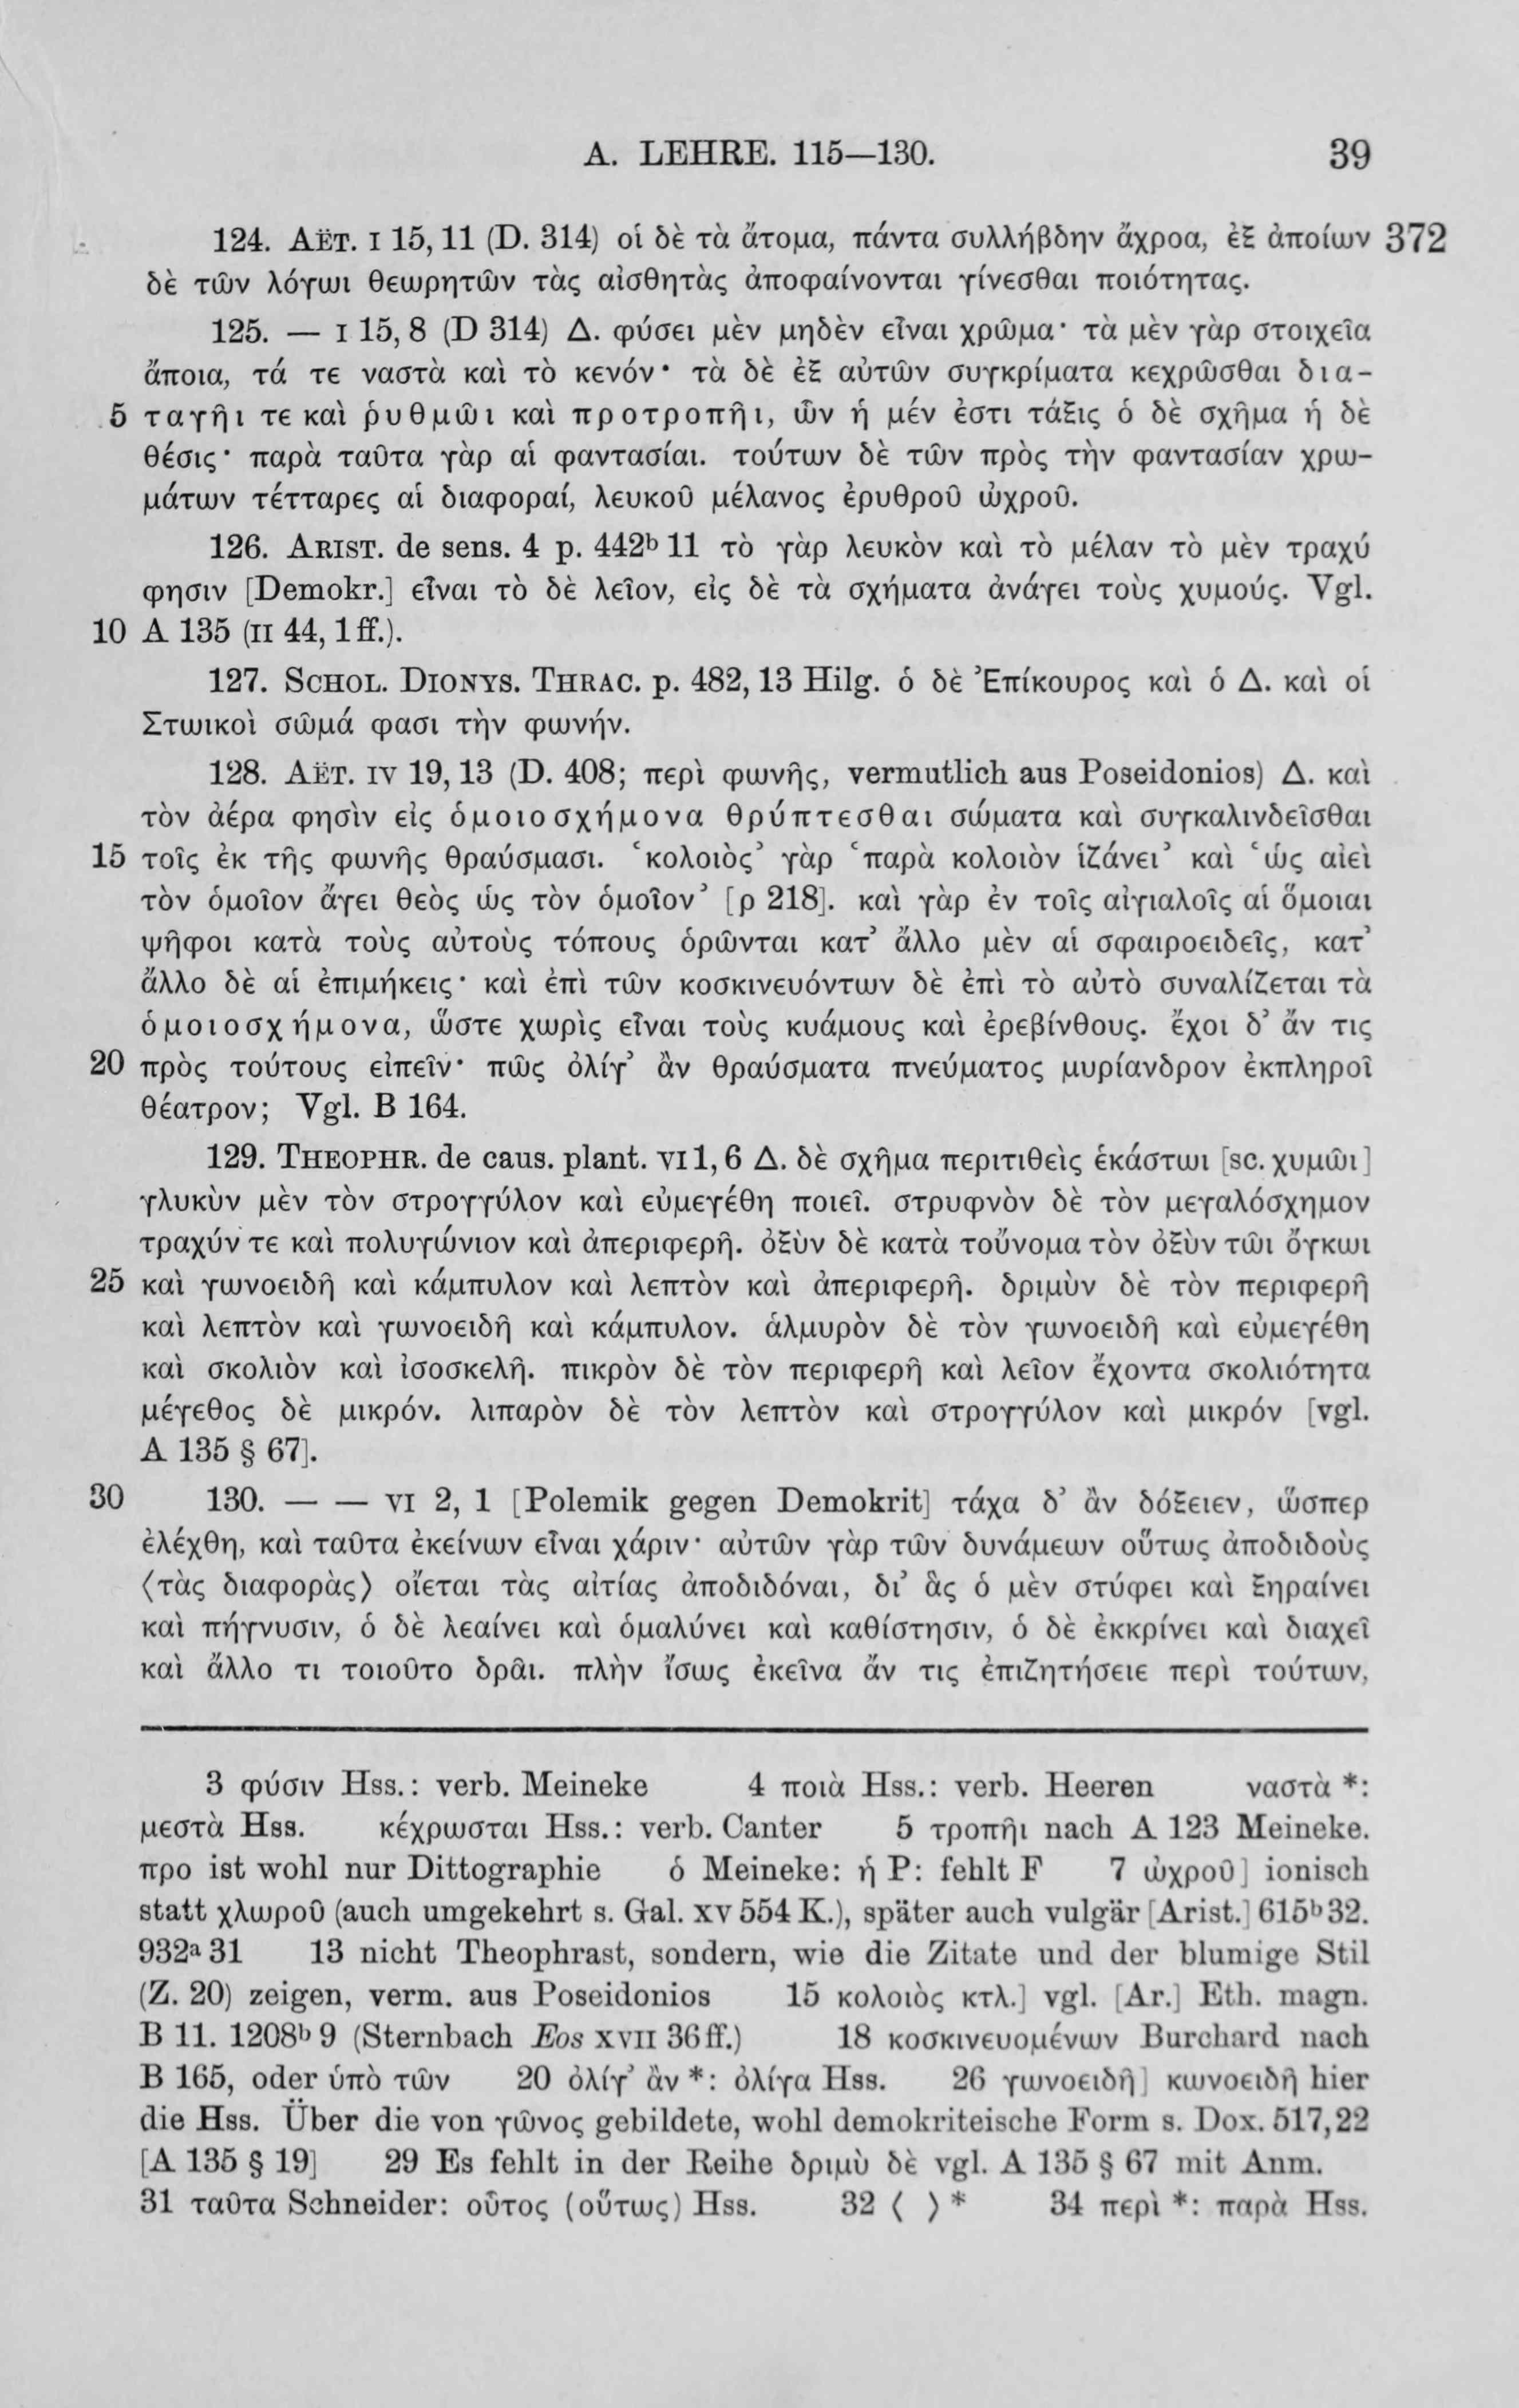 A. LEHRE. 115—130. 39
124. AËT. I 15, 11 (D. 314) οἱ δὲ τὰ ἄτομα, πάντα συλλήβδην ἄχροα, ἐξ ἀποίων 372
δὲ τῶν λόγωι θεωρητῶν τὰς αἰσθητὰς ἀποφαίνονται γίνεσθαι ποιότητας.
125. — I 15, 8 (D 314) Δ. φύσει μὲν μηδὲν εἶναι χρῶμα· τὰ μὲν γὰρ στοιχεῖα
ἄποια, τά τε ναστὰ καὶ τὸ κενόν· τὰ δὲ ἐξ αὐτῶν συγκρίματα κεχρῶσθαι δια-
5 ταγῆι τε καὶ ῥυθμῶι καὶ προτροπῆι, ὧν ἡ μέν ἐστι τάξις ὁ δὲ σχῆμα ἡ δὲ
θέσις· παρὰ ταῦτα γὰρ αἱ φαντασίαι. τούτων δὲ τῶν πρὸς τὴν φαντασίαν χρω-
μάτων τέτταρες αἱ διαφοραί, λευκοῦ μέλανος ἐρυθροῦ ὠχροῦ.
126. ARIST. de sens. 4 p. 442b 11 τὸ γὰρ λευκὸν καὶ τὸ μέλαν τὸ μὲν τραχύ
φησιν [Demokr.] εἶναι τὸ δὲ λεῖον, εἰς δὲ τὰ σχήματα ἀνάγει τοὺς χυμούς. Vgl.
10 A 135 (II 44, 1 ff.).
127. SCHOL. DIONYS. THRAC. p. 482, 13 Hilg. ὁ δὲ Ἐπίκουρος καὶ ὁ Δ. καὶ οἱ
Στωικοὶ σῶμά φασι τὴν φωνήν.
128. AËT. IV 19, 13 (D. 408; περὶ φωνῆς, vermutlich aus Poseidonios) Δ. καὶ
τὸν ἀέρα φησὶν εἰς ὁμοιοσχήμονα θρύπτεσθαι σώματα καὶ συγκαλινδεῖσθαι
15 τοῖς ἐκ τῆς φωνῆς θραύσμασι. ‘κολοιὸς’ γὰρ ‘παρὰ κολοιὸν ἱζάνει’ καὶ ‘ὡς αἰεὶ
τὸν ὁμοῖον ἄγει θεὸς ὡς τὸν ὁμοῖον’ [ρ 218]. καὶ γὰρ ἐν τοῖς αἰγιαλοῖς αἱ ὅμοιαι
ψῆφοι κατὰ τοὺς αὐτοὺς τόπους ὁρῶνται κατ’ ἄλλο μὲν αἱ σφαιροειδεῖς, κατ’
ἄλλο δὲ αἱ ἐπιμήκεις· καὶ ἐπὶ τῶν κοσκινευόντων δὲ ἐπὶ τὸ αὐτὸ συναλίζεται τὰ
ὁμοιοσχήμονα, ὥστε χωρὶς εἶναι τοὺς κυάμους καὶ ἐρεβίνθους. ἔχοι δ’ ἄν τις
20 πρὸς τούτους εἰπεῖν· πῶς ὀλίγ’ ἂν θραύσματα πνεύματος μυρίανδρον ἐκπληροῖ
θέατρον; Vgl. B 164.
129. THEOPHR. de caus. plant. VI 1, 6 Δ. δὲ σχῆμα περιτιθεὶς ἑκάστωι [sc. χυμῶι]
γλυκὺν μὲν τὸν στρογγύλον καὶ εὐμεγέθη ποιεῖ. στρυφνὸν δὲ τὸν μεγαλόσχημον
τραχύν τε καὶ πολυγώνιον καὶ ἀπεριφερῆ. ὀξὺν δὲ κατὰ τοὔνομα τὸν ὀξὺν τῶι ὄγκωι
25 καὶ γωνοειδῆ καὶ κάμπυλον καὶ λεπτὸν καὶ ἀπεριφερῆ. δριμὺν δὲ τὸν περιφερῆ
καὶ λεπτὸν καὶ γωνοειδῆ καὶ κάμπυλον. ἁλμυρὸν δὲ τὸν γωνοειδῆ καὶ εὐμεγέθη
καὶ σκολιὸν καὶ ἰσοσκελῆ. πικρὸν δὲ τὸν περιφερῆ καὶ λεῖον ἔχοντα σκολιότητα
μέγεθος δὲ μικρόν. λιπαρὸν δὲ τὸν λεπτὸν καὶ στρογγύλον καὶ μικρόν [vgl.
A 135 § 67].
30 130. — — VI 2, 1 [Polemik gegen Demokrit] τάχα δ’ ἂν δόξειεν, ὥσπερ
ἐλέχθη, καὶ ταῦτα ἐκείνων εἶναι χάριν· αὐτῶν γὰρ τῶν δυνάμεων οὕτως ἀποδιδοὺς
⟨τὰς διαφορὰς⟩ οἴεται τὰς αἰτίας ἀποδιδόναι, δι’ ἃς ὁ μὲν στύφει καὶ ξηραίνει
καὶ πήγνυσιν, ὁ δὲ λεαίνει καὶ ὁμαλύνει καὶ καθίστησιν, ὁ δὲ ἐκκρίνει καὶ διαχεῖ
καὶ ἄλλο τι τοιοῦτο δρᾶι. πλὴν ἴσως ἐκεῖνα ἄν τις ἐπιζητήσειε περὶ τούτων,
3 φύσιν Hss.: verb. Meineke 4 ποιὰ Hss.: verb. Heeren ναστὰ *:
μεστὰ Hss. κέχρωσται Hss.: verb. Canter 5 τροπῆι nach A 123 Meineke.
προ ist wohl nur Dittographie ὁ Meineke: ἡ P: fehlt F 7 ὠχροῦ] ionisch
statt χλωροῦ (auch umgekehrt s. Gal. XV 554 K.), später auch vulgär [Arist.] 615b 32.
932a 31 13 nicht Theophrast, sondern, wie die Zitate und der blumige Stil
(Z. 20) zeigen, verm. aus Poseidonios 15 κολοιὸς κτλ.] vgl. [Ar.] Eth. magn.
B 11. 1208b 9 (Sternbach Eos XVII 36 ff.) 18 κοσκινευομένων Burchard nach
B 165, oder ὑπὸ τῶν 20 ὀλίγ’ ἂν *: ὀλίγα Hss. 26 γωνοειδῆ] κωνοειδῆ hier
die Hss. Über die von γῶνος gebildete, wohl demokriteische Form s. Dox. 517, 22
[A 135 § 19] 29 Es fehlt in der Reihe δριμὺ δὲ vgl. A 135 § 67 mit Anm.
31 ταῦτα Schneider: οὗτος (οὕτως) Hss. 32 ⟨ ⟩ * 34 περὶ *: παρὰ Hss.